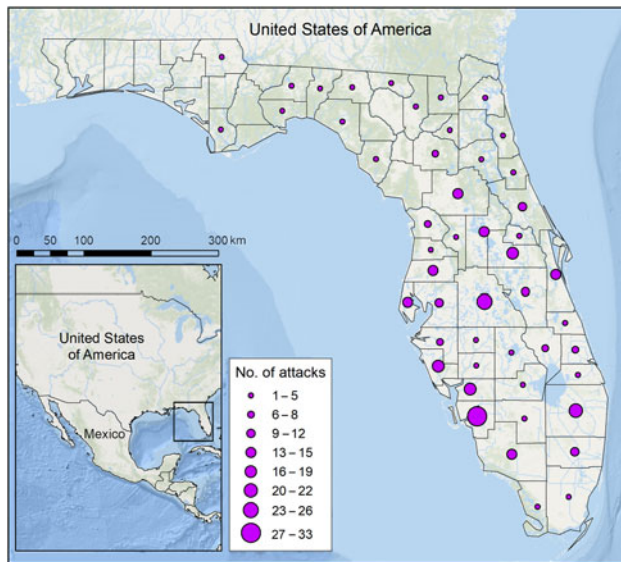 United States of America
0 50 100 200 300 km
United States
of America
Mexico
No. of attacks
1 – 5
6 – 8
9 – 12
13 – 15
16 – 19
20 – 22
23 – 26
27 – 33